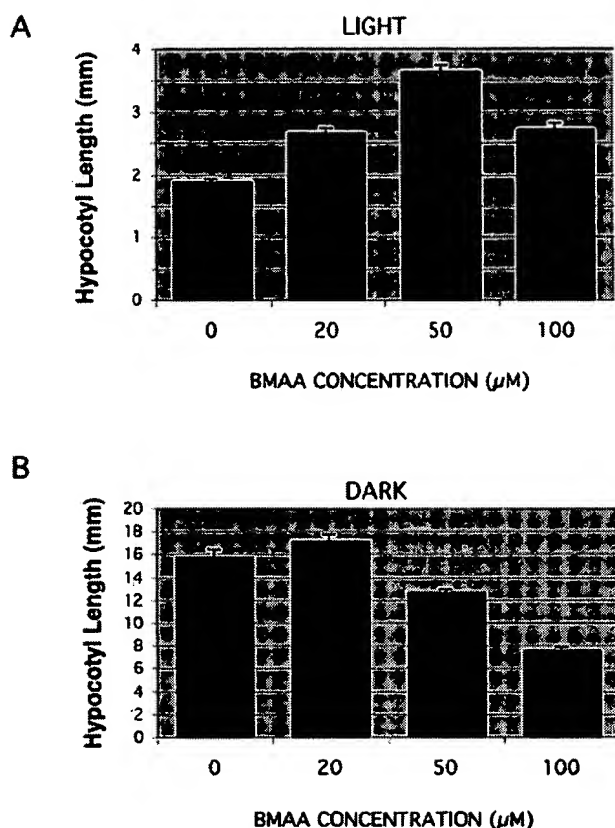 A
LIGHT
Hypocotyl Length (mm)
4
3
2
1
0
0 20 50 100
BMAA CONCENTRATION (µM)
B
DARK
Hypocotyl Length (mm)
20
18
16
14
12
10
8
6
4
2
0
0 20 50 100
BMAA CONCENTRATION (µM)